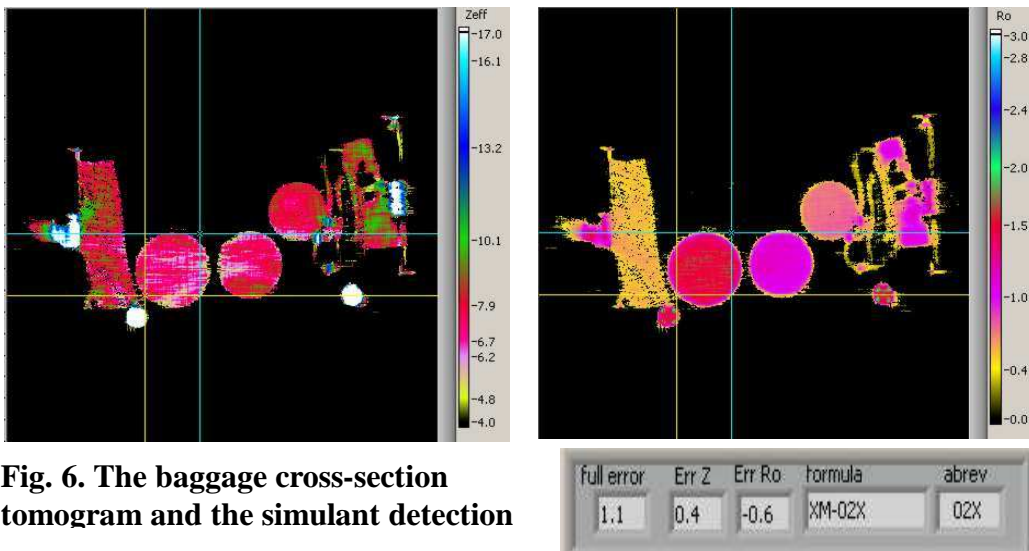 Zeff
-17.0
-16.1
-13.2
-10.1
-7.9
-6.7
-6.2
-4.8
-4.0
Ro
-3.0
-2.8
-2.4
-2.0
-1.5
-1.0
-0.4
-0.0
Fig. 6. The baggage cross-section
tomogram and the simulant detection
full error Err Z Err Ro formula abrev
1.1 0.4 -0.6 XM-02X 02X